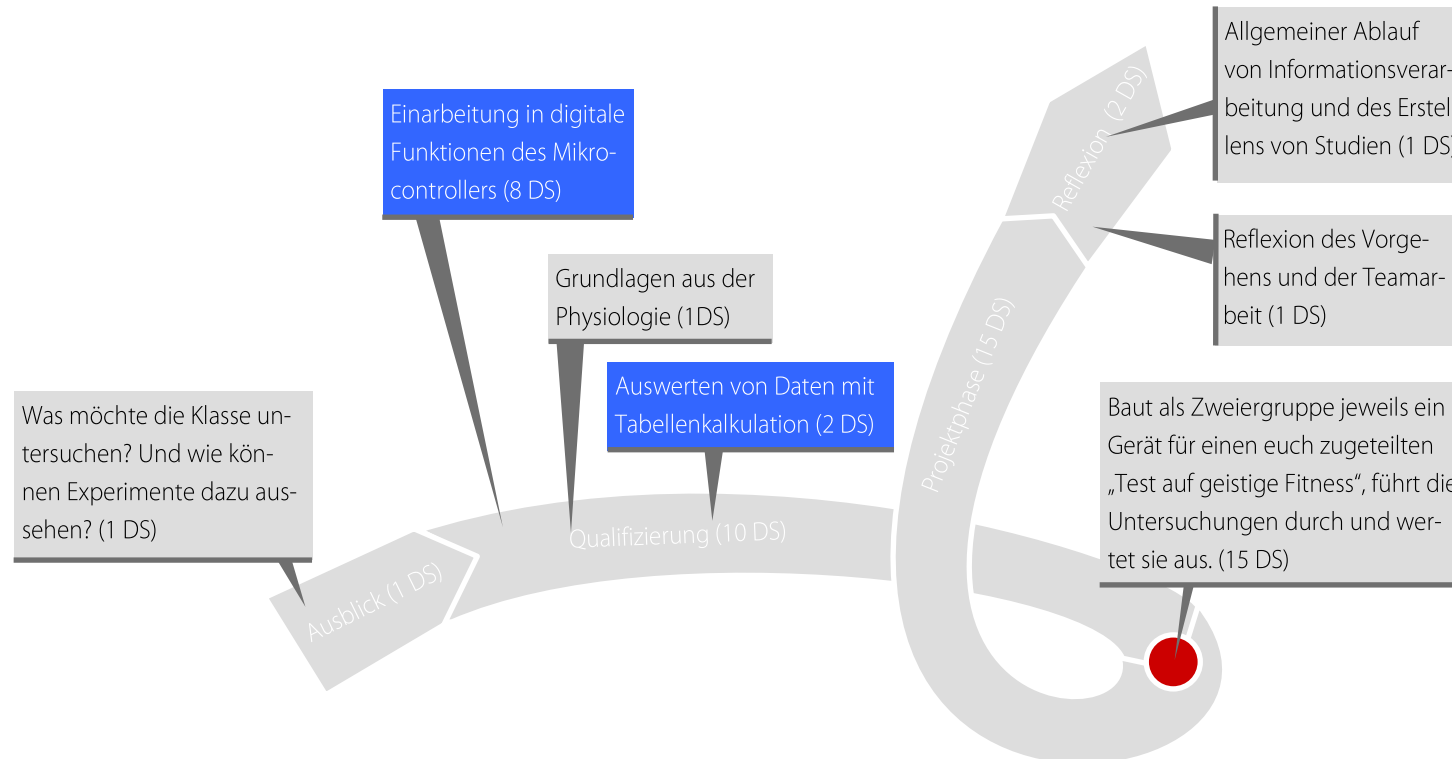 Was möchte die Klasse un-
tersuchen? Und wie kön-
nen Experimente dazu aus-
sehen? (1 DS)
Einarbeitung in digitale
Funktionen des Mikro-
controllers (8 DS)
Grundlagen aus der
Physiologie (1DS)
Auswerten von Daten mit
Tabellenkalkulation (2 DS)
Ausblick (1 DS)
Qualifizierung (10 DS)
Projektphase (15 DS)
Reflexion (2 DS)
Allgemeiner Ablauf
von Informationsverar-
beitung und des Erstel
lens von Studien (1 DS)
Reflexion des Vorge-
hens und der Teamar-
beit (1 DS)
Baut als Zweiergruppe jeweils ein
Gerät für einen euch zugeteilten
„Test auf geistige Fitness“, führt die
Untersuchungen durch und wer-
tet sie aus. (15 DS)